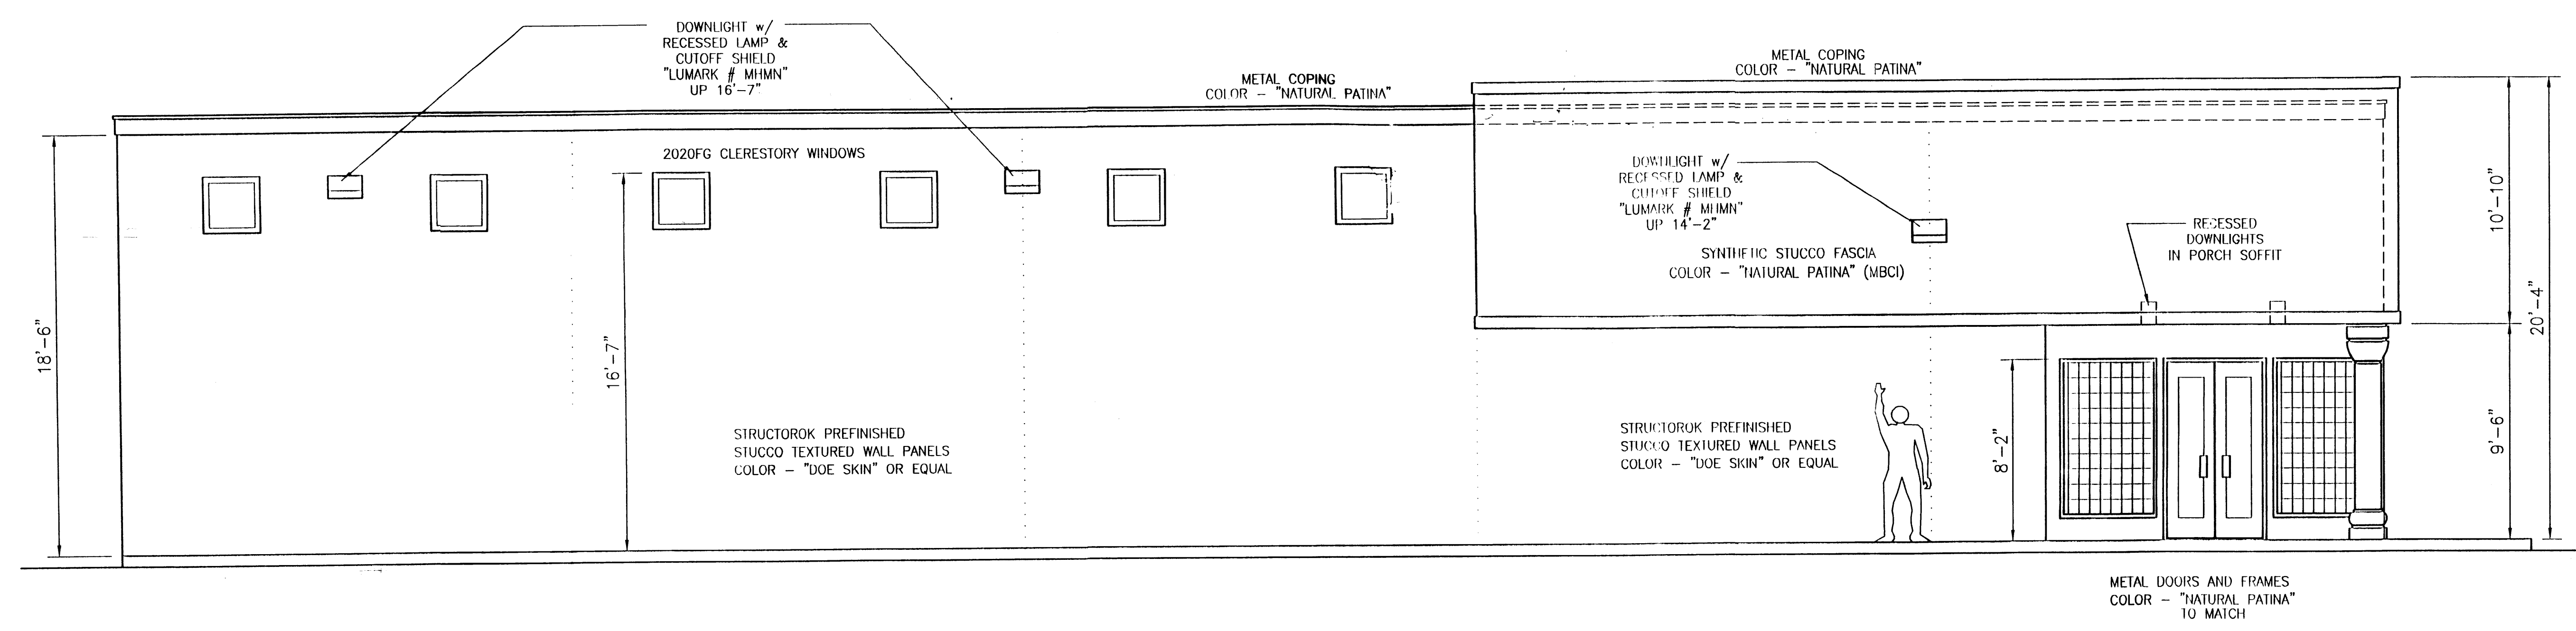 DOWNLIGHT w/
RECESSED LAMP &
CUTOFF SHIELD
"LUMARK # MHMN"
UP 16'-7"
METAL COPING
COLOR - "NATURAL PATINA"
METAL COPING
COLOR - "NATURAL PATINA"
2020FG CLERESTORY WINDOWS
DOWNLIGHT w/
RECESSED LAMP &
CUTOFF SHIELD
"LUMARK # MHMN"
UP 14'-2"
SYNTHETIC STUCCO FASCIA
COLOR - "NATURAL PATINA" (MBCI)
RECESSED
DOWNLIGHTS
IN PORCH SOFFIT
10'-10"
20'-4"
18'-6"
16'-7"
STRUCTOROK PREFINISHED
STUCCO TEXTURED WALL PANELS
COLOR - "DOE SKIN" OR EQUAL
STRUCTOROK PREFINISHED
STUCCO TEXTURED WALL PANELS
COLOR - "DOE SKIN" OR EQUAL
8'-2"
9'-6"
METAL DOORS AND FRAMES
COLOR - "NATURAL PATINA"
TO MATCH